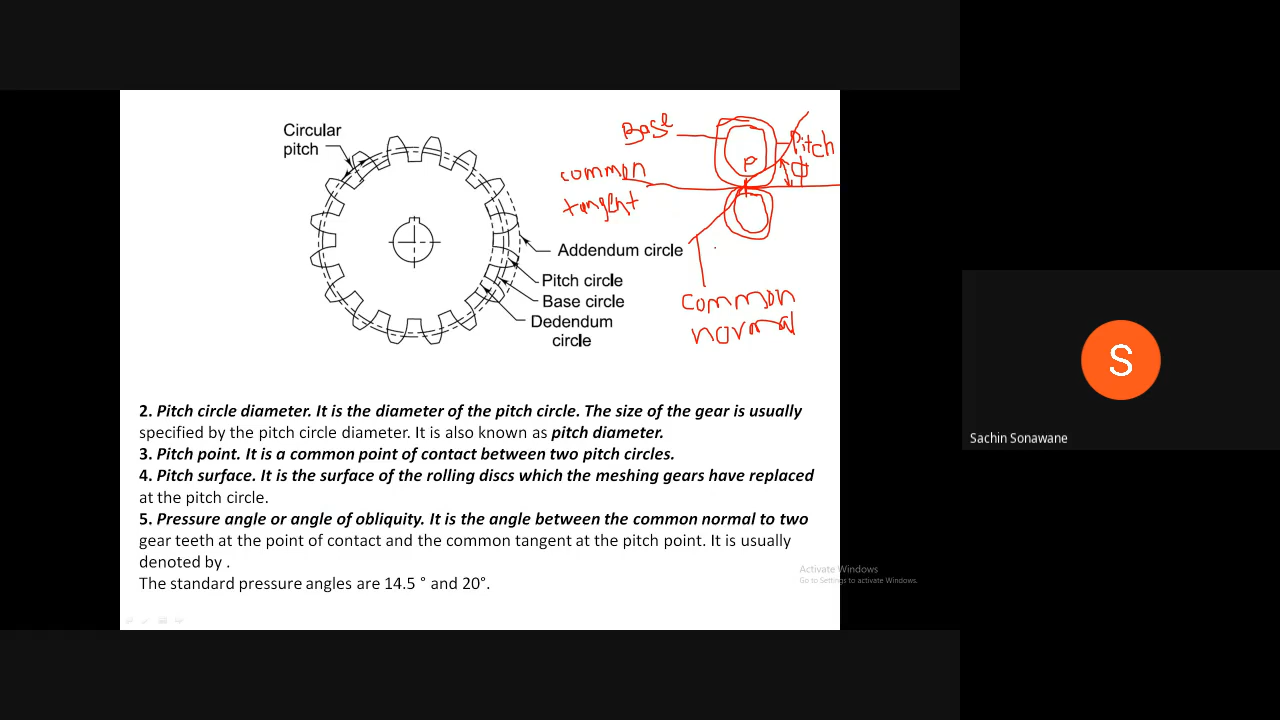 Circular
pitch
Base
Pitch
P
ϕ
common
tangent
Addendum circle
Pitch circle
Base circle
Dedendum
circle
common
normal
2. Pitch circle diameter. It is the diameter of the pitch circle. The size of the gear is usually
specified by the pitch circle diameter. It is also known as pitch diameter.
3. Pitch point. It is a common point of contact between two pitch circles.
4. Pitch surface. It is the surface of the rolling discs which the meshing gears have replaced
at the pitch circle.
5. Pressure angle or angle of obliquity. It is the angle between the common normal to two
gear teeth at the point of contact and the common tangent at the pitch point. It is usually
denoted by .
The standard pressure angles are 14.5 ° and 20°.
Activate Windows
Go to Settings to activate Windows.
S
Sachin Sonawane